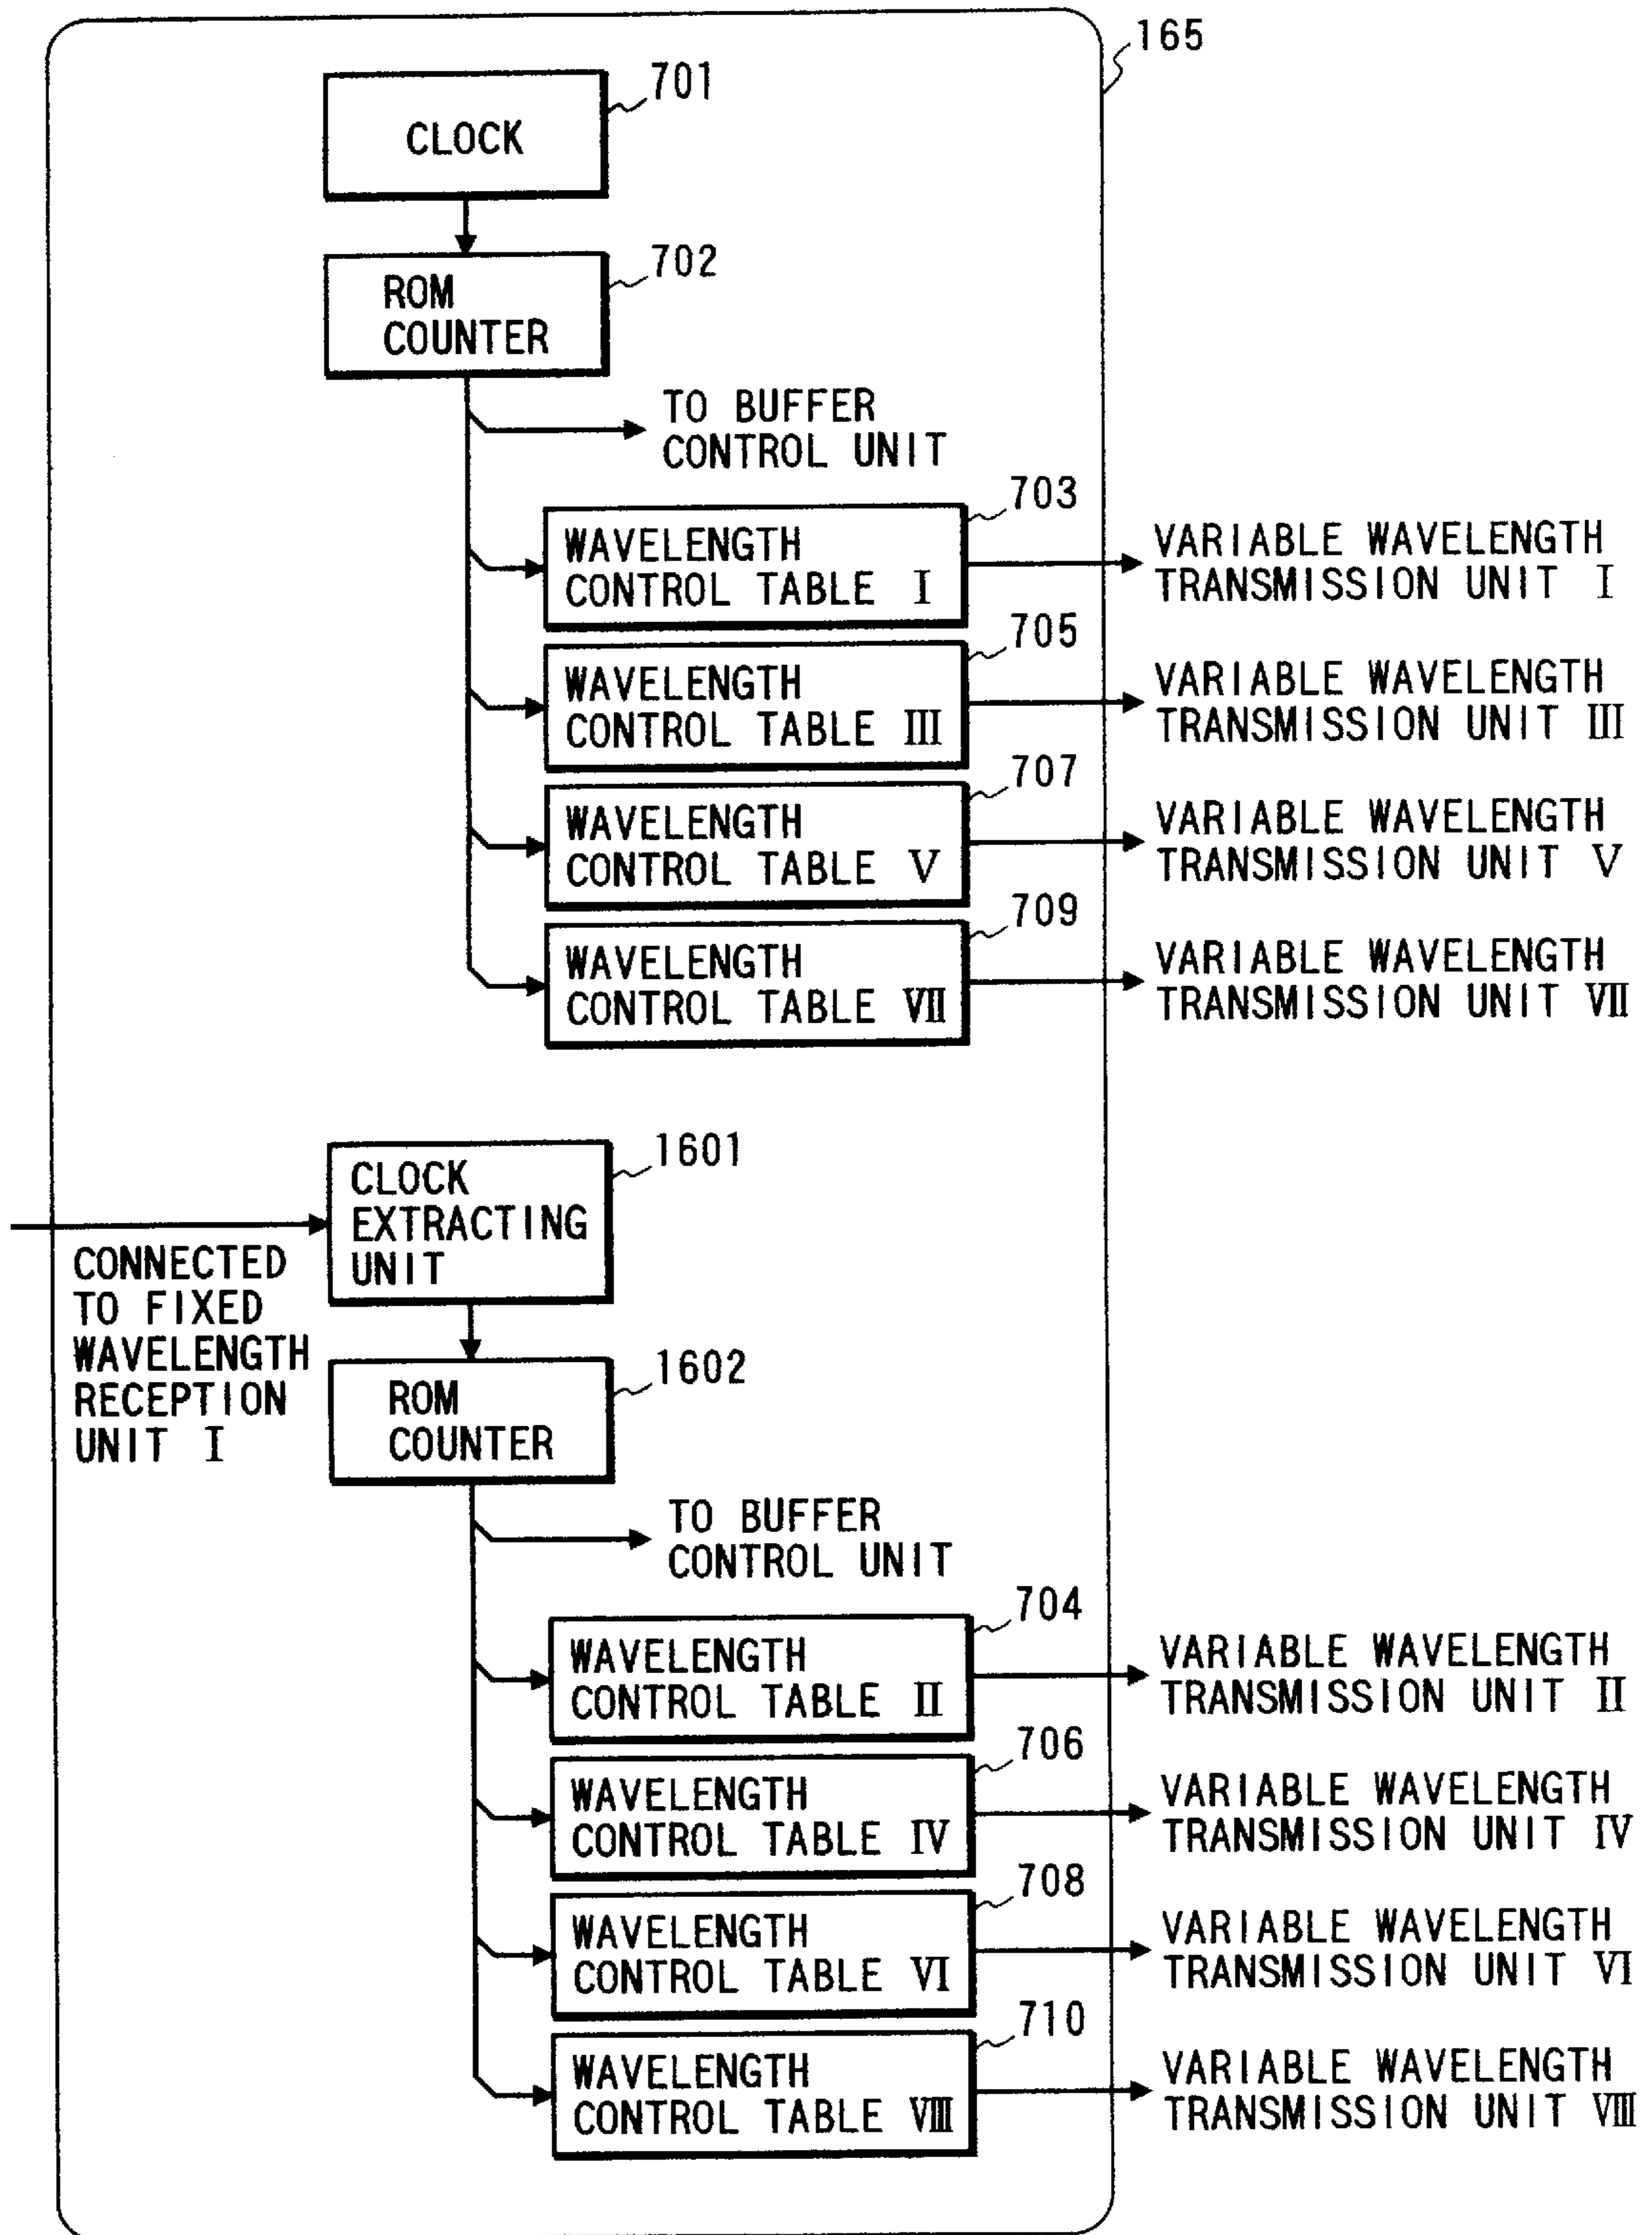 165
701
CLOCK
702
ROM
COUNTER
TO BUFFER
CONTROL UNIT
703
WAVELENGTH
CONTROL TABLE I
VARIABLE WAVELENGTH
TRANSMISSION UNIT I
705
WAVELENGTH
CONTROL TABLE III
VARIABLE WAVELENGTH
TRANSMISSION UNIT III
707
WAVELENGTH
CONTROL TABLE V
VARIABLE WAVELENGTH
TRANSMISSION UNIT V
709
WAVELENGTH
CONTROL TABLE VII
VARIABLE WAVELENGTH
TRANSMISSION UNIT VII
1601
CLOCK
EXTRACTING
UNIT
CONNECTED
TO FIXED
WAVELENGTH
RECEPTION
UNIT I
1602
ROM
COUNTER
TO BUFFER
CONTROL UNIT
704
WAVELENGTH
CONTROL TABLE II
VARIABLE WAVELENGTH
TRANSMISSION UNIT II
706
WAVELENGTH
CONTROL TABLE IV
VARIABLE WAVELENGTH
TRANSMISSION UNIT IV
708
WAVELENGTH
CONTROL TABLE VI
VARIABLE WAVELENGTH
TRANSMISSION UNIT VI
710
WAVELENGTH
CONTROL TABLE VIII
VARIABLE WAVELENGTH
TRANSMISSION UNIT VIII